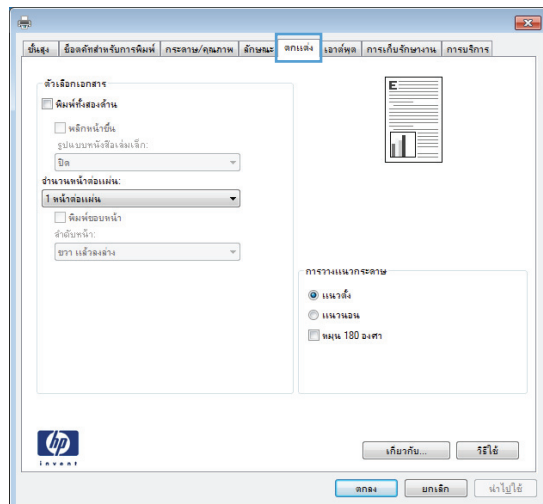 ขั้นสูง ช็อตคัทสำหรับการพิมพ์ กระดาษ/คุณภาพ ลักษณะ ตกแต่ง เอาต์พุต การเก็บรักษางาน การบริการ
ตัวเลือกเอกสาร
พิมพ์ทั้งสองด้าน
พลิกหน้าขึ้น
รูปแบบหนังสือเล่มเล็ก:
ปิด
จำนวนหน้าต่อแผ่น:
1 หน้าต่อแผ่น
พิมพ์ขอบหน้า
ลำดับหน้า:
ขวา แล้วลงล่าง
E
การวางแนวกระดาษ
แนวตั้ง
แนวนอน
หมุน 180 องศา
hp
invent
เกี่ยวกับ... วิธีใช้
ตกลง ยกเลิก นำไปใช้